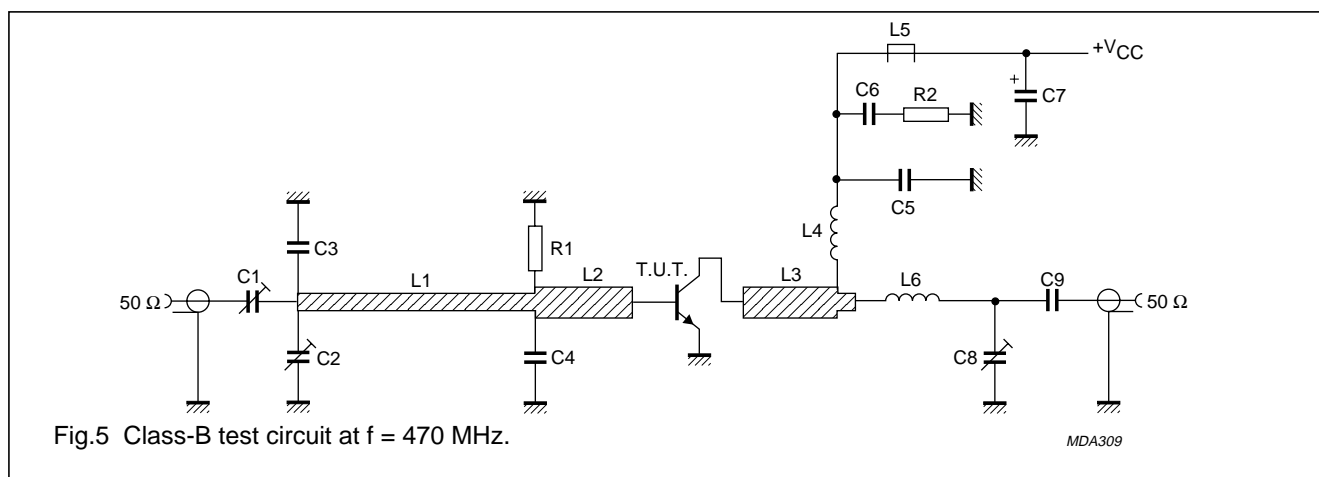 L5
+VCC
C6
R2
C7
C5
L4
C3
R1
C1
L1
L2
T.U.T.
L3
L6
C9
50 Ω
50 Ω
C2
C4
C8
Fig.5 Class-B test circuit at f = 470 MHz.
MDA309